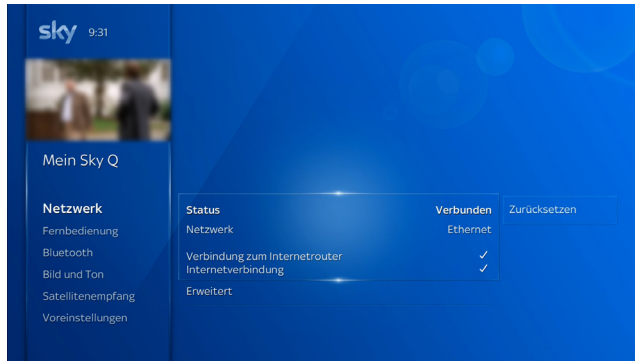 sky 9:31
Mein Sky Q
Netzwerk
Fernbedienung
Bluetooth
Bild und Ton
Satellitenempfang
Voreinstellungen
Status Verbunden
Netzwerk Ethernet
Verbindung zum Internetrouter ✓
Internetverbindung ✓
Erweitert
Zurücksetzen